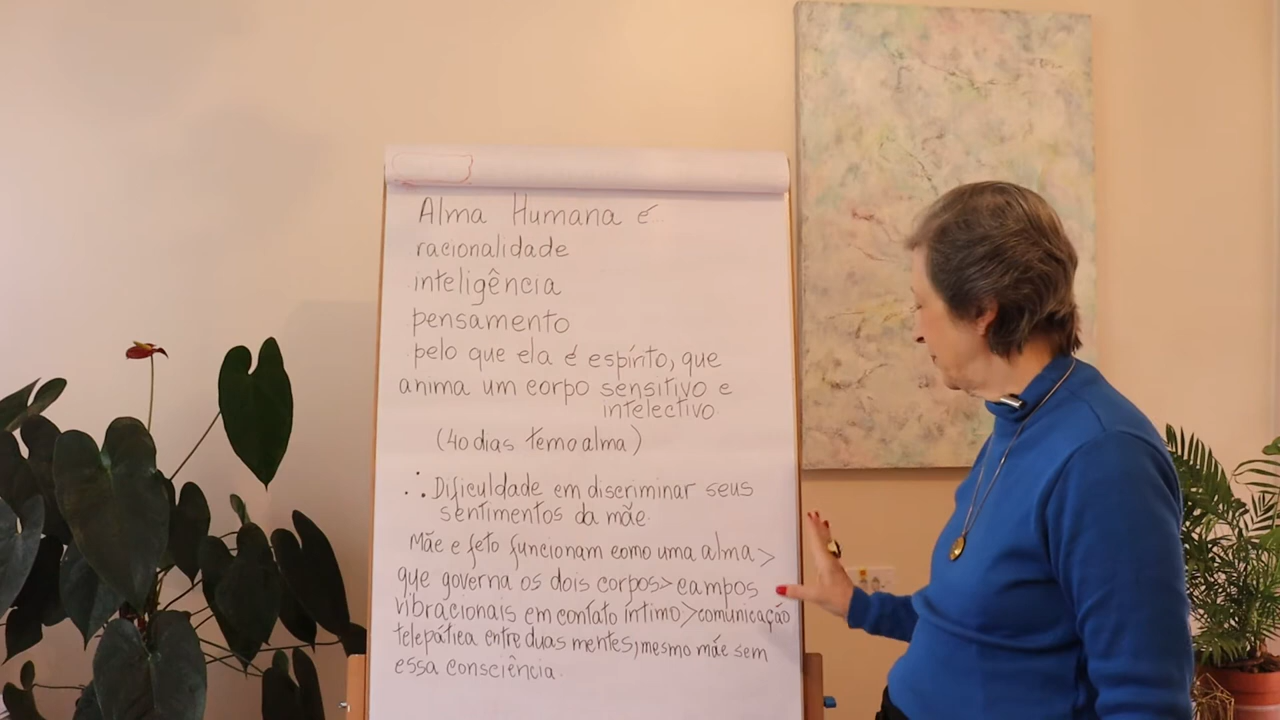 Alma Humana é
racionalidade
inteligência
pensamento
pelo que ela é espírito, que
anima um corpo sensitivo e
intelectivo.
(40 dias temoalma)
∴ Dificuldade em discriminar seus
sentimentos da mãe.
Mãe e feto funcionam como uma alma>
que governa os dois corpos> campos
vibracionais em contato íntimo>comunicação
telepática entre duas mentes, mesmo mãe sem
essa consciência.